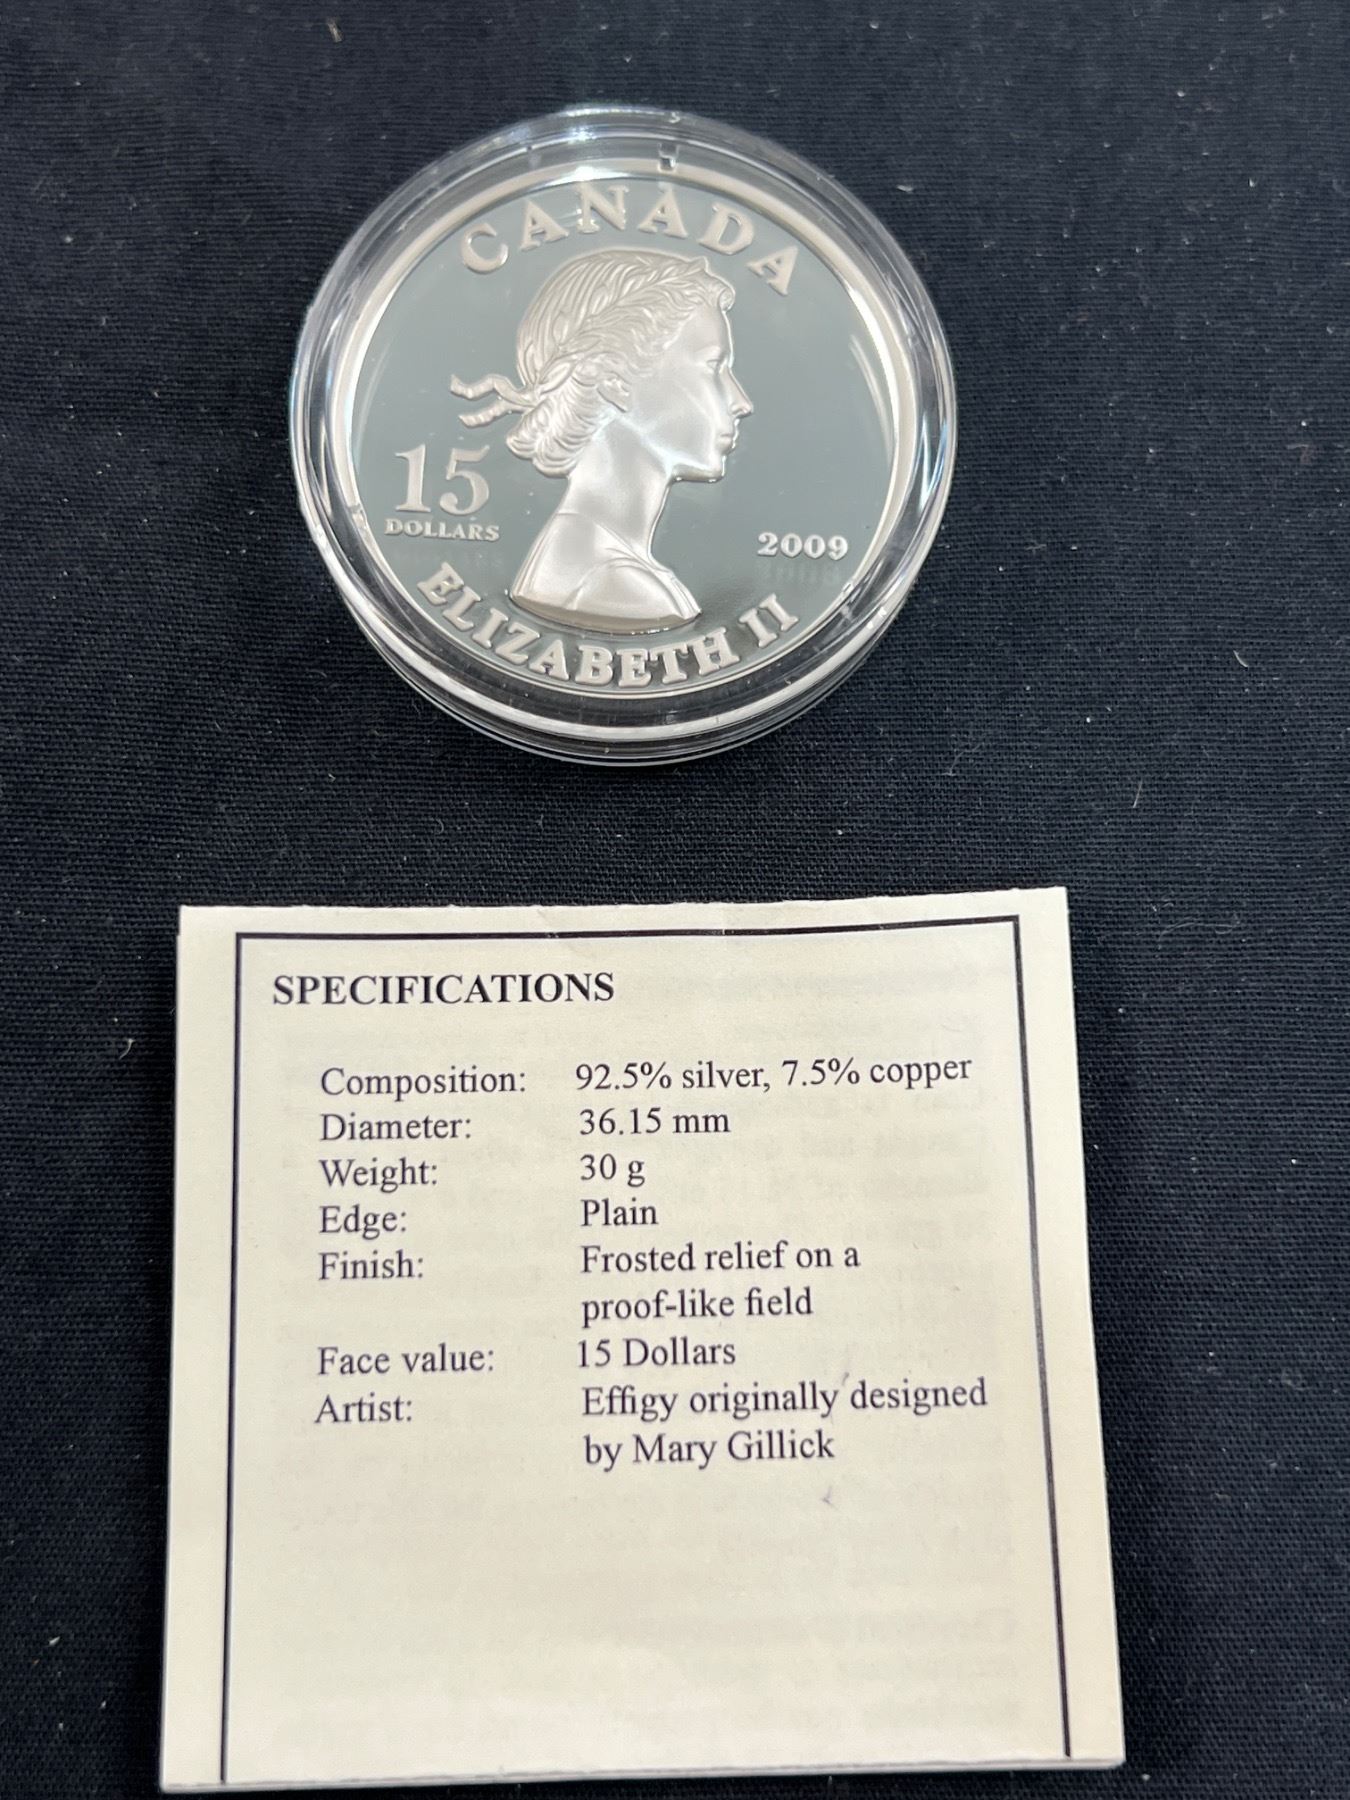 CANADA
15
DOLLARS
2009
ELIZABETH II
SPECIFICATIONS
Composition: 92.5% silver, 7.5% copper
Diameter: 36.15 mm
Weight: 30 g
Edge: Plain
Finish: Frosted relief on a
proof-like field
Face value: 15 Dollars
Artist: Effigy originally designed
by Mary Gillick